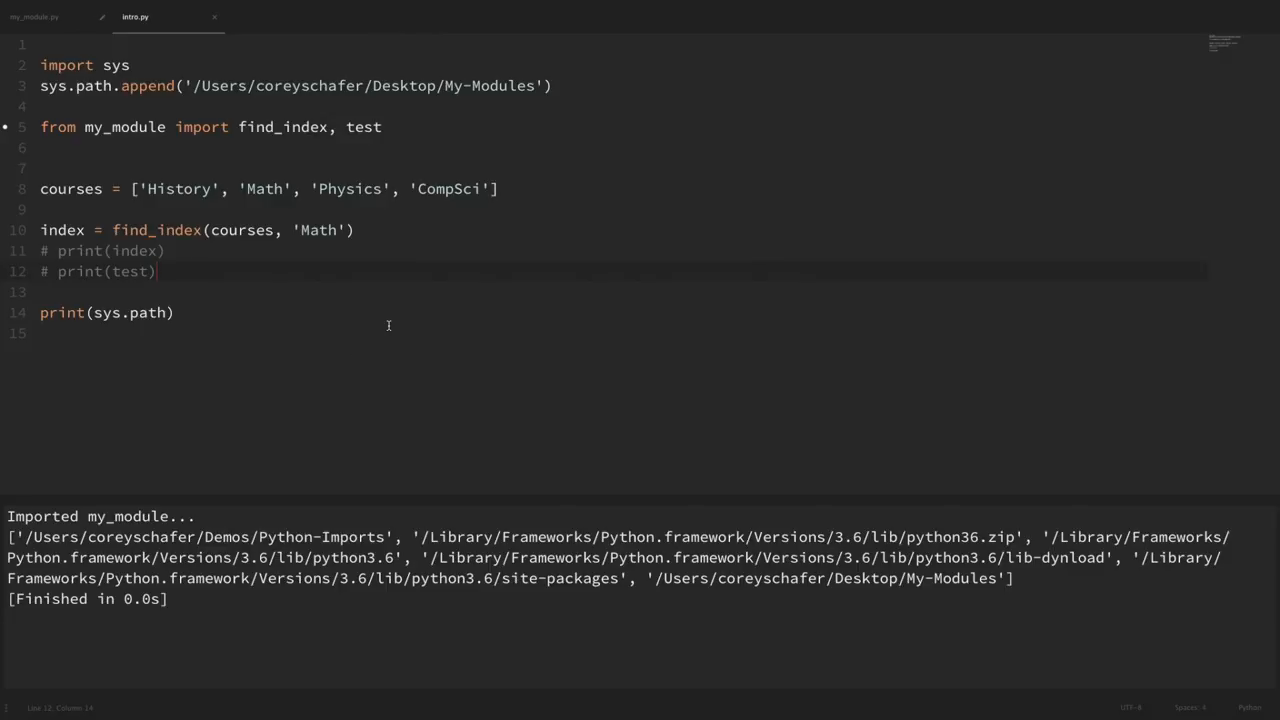 my_module.py
intro.py ×
1
2 import sys
3 sys.path.append('/Users/coreyschafer/Desktop/My-Modules')
4
5 from my_module import find_index, test
6
7
8 courses = ['History', 'Math', 'Physics', 'CompSci']
9
10 index = find_index(courses, 'Math')
11 # print(index)
12 # print(test)
13
14 print(sys.path)
15
Imported my_module...
['/Users/coreyschafer/Demos/Python-Imports', '/Library/Frameworks/Python.framework/Versions/3.6/lib/python36.zip', '/Library/Frameworks/
Python.framework/Versions/3.6/lib/python3.6', '/Library/Frameworks/Python.framework/Versions/3.6/lib/python3.6/lib-dynload', '/Library/
Frameworks/Python.framework/Versions/3.6/lib/python3.6/site-packages', '/Users/coreyschafer/Desktop/My-Modules']
[Finished in 0.0s]
Line 12, Column 14
UTF-8 Spaces: 4 Python